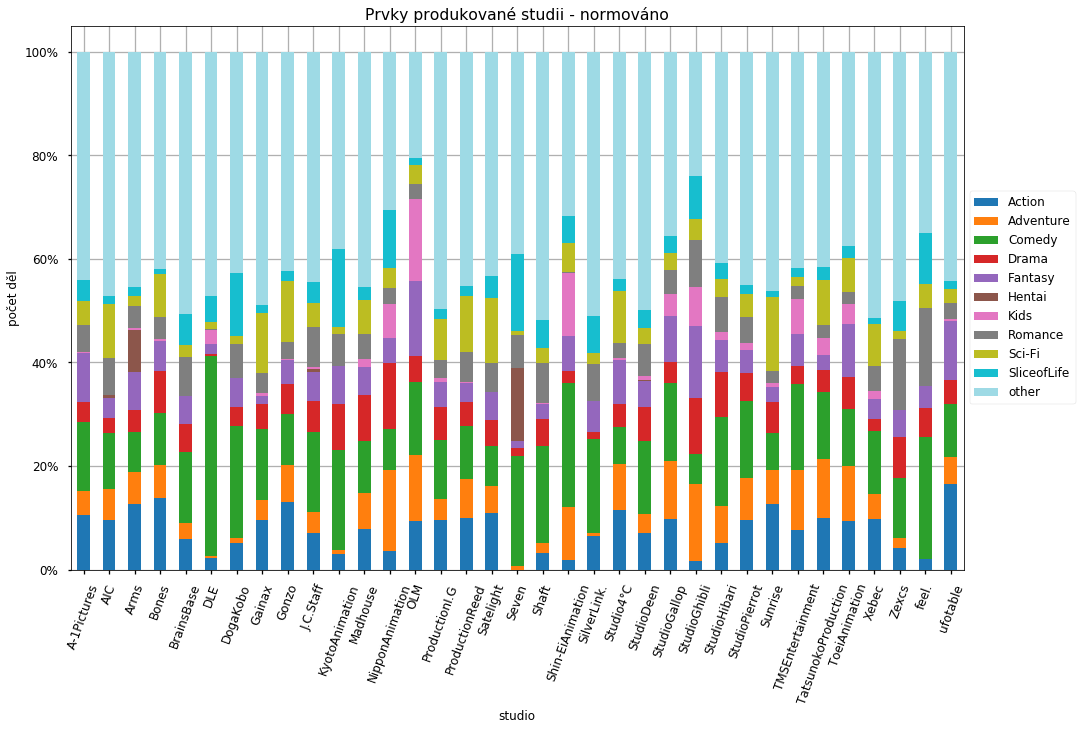 Prvky produkované studii - normováno
100%
80%
60%
40%
20%
0%
počet děl
Action
Adventure
Comedy
Drama
Fantasy
Hentai
Kids
Romance
Sci-Fi
SliceofLife
other
A-1Pictures
AIC
Arms
Bones
BrainsBase
DLE
DogaKobo
Gainax
Gonzo
J.C.Staff
KyotoAnimation
Madhouse
NipponAnimation
OLM
ProductionI.G
ProductionReed
Satelight
Seven
Shaft
Shin-EiAnimation
SilverLink.
Studio4°C
StudioDeen
StudioGallop
StudioGhibli
StudioHibari
StudioPierrot
Sunrise
TMSEntertainment
TatsunokoProduction
ToeiAnimation
Xebec
Zexcs
feel.
ufotable
studio